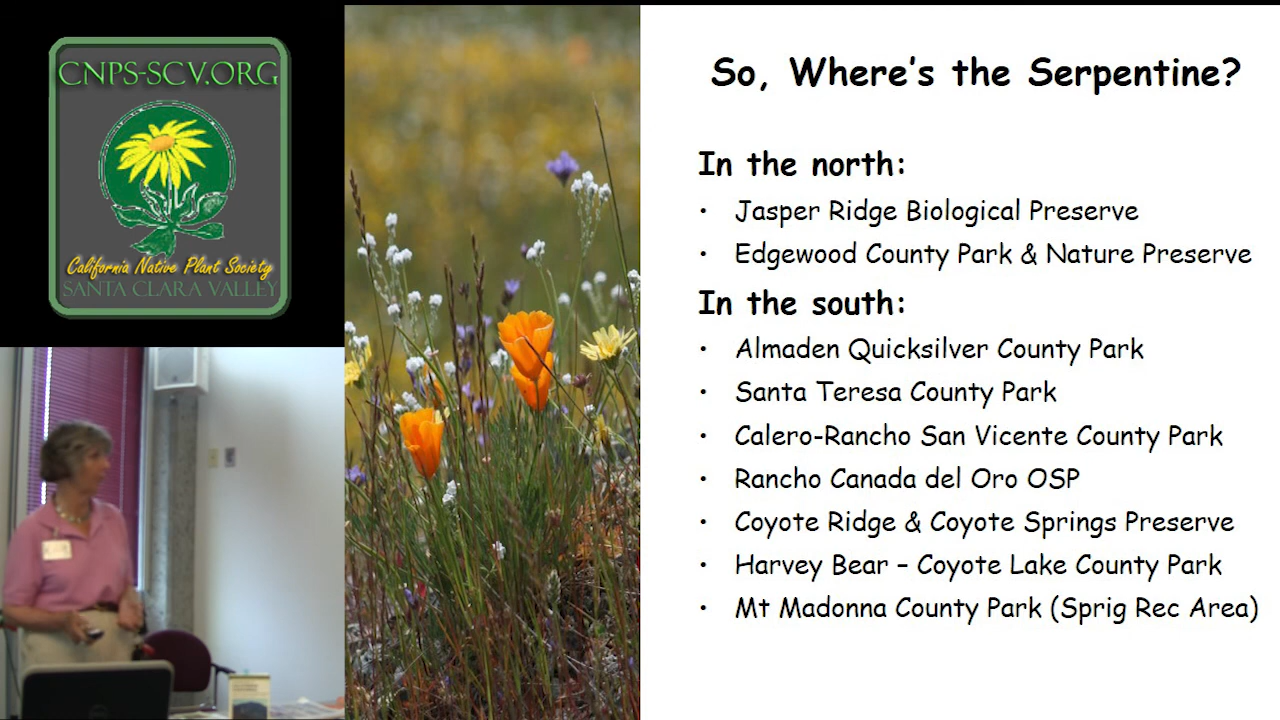 CNPS-SCV.ORG
California Native Plant Society
SANTA CLARA VALLEY
So, Where's the Serpentine?
In the north:
• Jasper Ridge Biological Preserve
• Edgewood County Park & Nature Preserve
In the south:
• Almaden Quicksilver County Park
• Santa Teresa County Park
• Calero-Rancho San Vicente County Park
• Rancho Canada del Oro OSP
• Coyote Ridge & Coyote Springs Preserve
• Harvey Bear – Coyote Lake County Park
• Mt Madonna County Park (Sprig Rec Area)